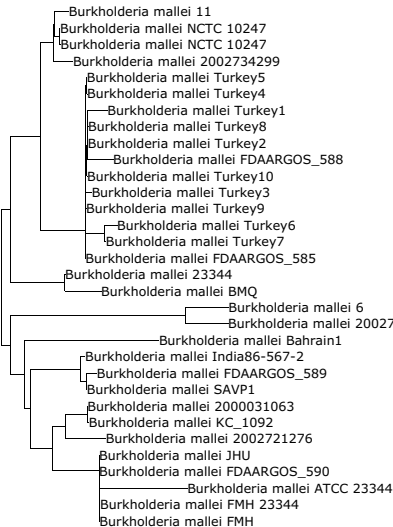 Burkholderia mallei 11
Burkholderia mallei NCTC 10247
Burkholderia mallei NCTC 10247
Burkholderia mallei 2002734299
Burkholderia mallei Turkey5
Burkholderia mallei Turkey4
Burkholderia mallei Turkey1
Burkholderia mallei Turkey8
Burkholderia mallei Turkey2
Burkholderia mallei FDAARGOS_588
Burkholderia mallei Turkey10
Burkholderia mallei Turkey3
Burkholderia mallei Turkey9
Burkholderia mallei Turkey6
Burkholderia mallei Turkey7
Burkholderia mallei FDAARGOS_585
Burkholderia mallei 23344
Burkholderia mallei BMQ
Burkholderia mallei 6
Burkholderia mallei 20027
Burkholderia mallei Bahrain1
Burkholderia mallei India86-567-2
Burkholderia mallei FDAARGOS_589
Burkholderia mallei SAVP1
Burkholderia mallei 2000031063
Burkholderia mallei KC_1092
Burkholderia mallei 2002721276
Burkholderia mallei JHU
Burkholderia mallei FDAARGOS_590
Burkholderia mallei ATCC 23344
Burkholderia mallei FMH 23344
Burkholderia mallei FMH